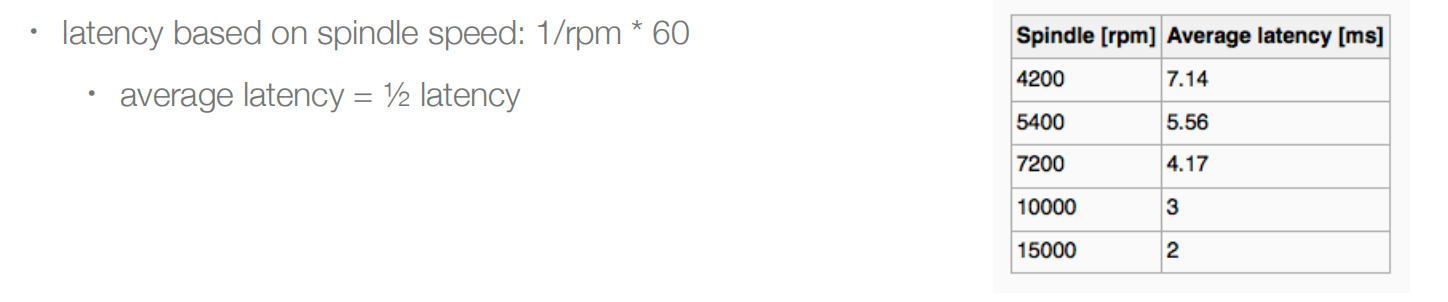 • latency based on spindle speed: 1/rpm * 60
• average latency = ½ latency
Spindle [rpm] Average latency [ms]
4200 7.14
5400 5.56
7200 4.17
10000 3
15000 2